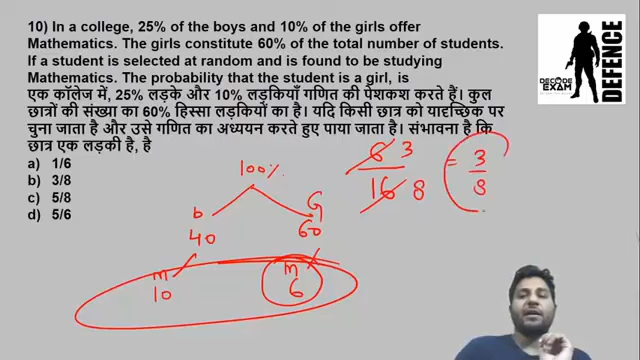 10) In a college, 25% of the boys and 10% of the girls offer
Mathematics. The girls constitute 60% of the total number of students.
If a student is selected at random and is found to be studying
Mathematics. The probability that the student is a girl, is
एक कॉलेज में, 25% लड़के और 10% लड़कियाँ गणित की पेशकश करते हैं। कुल
छात्रों की संख्या का 60% हिस्सा लड़कियों का है। यदि किसी छात्र को यादृच्छिक पर
चुना जाता है और उसे गणित का अध्ययन करते हुए पाया जाता है। संभावना है कि
छात्र एक लड़की है, है
a) 1/6
b) 3/8
c) 5/8
d) 5/6
100%
b G
40 60
m m
10 6
6 3
16 8
= 3
8
DECODE EXAM
DEFENCE